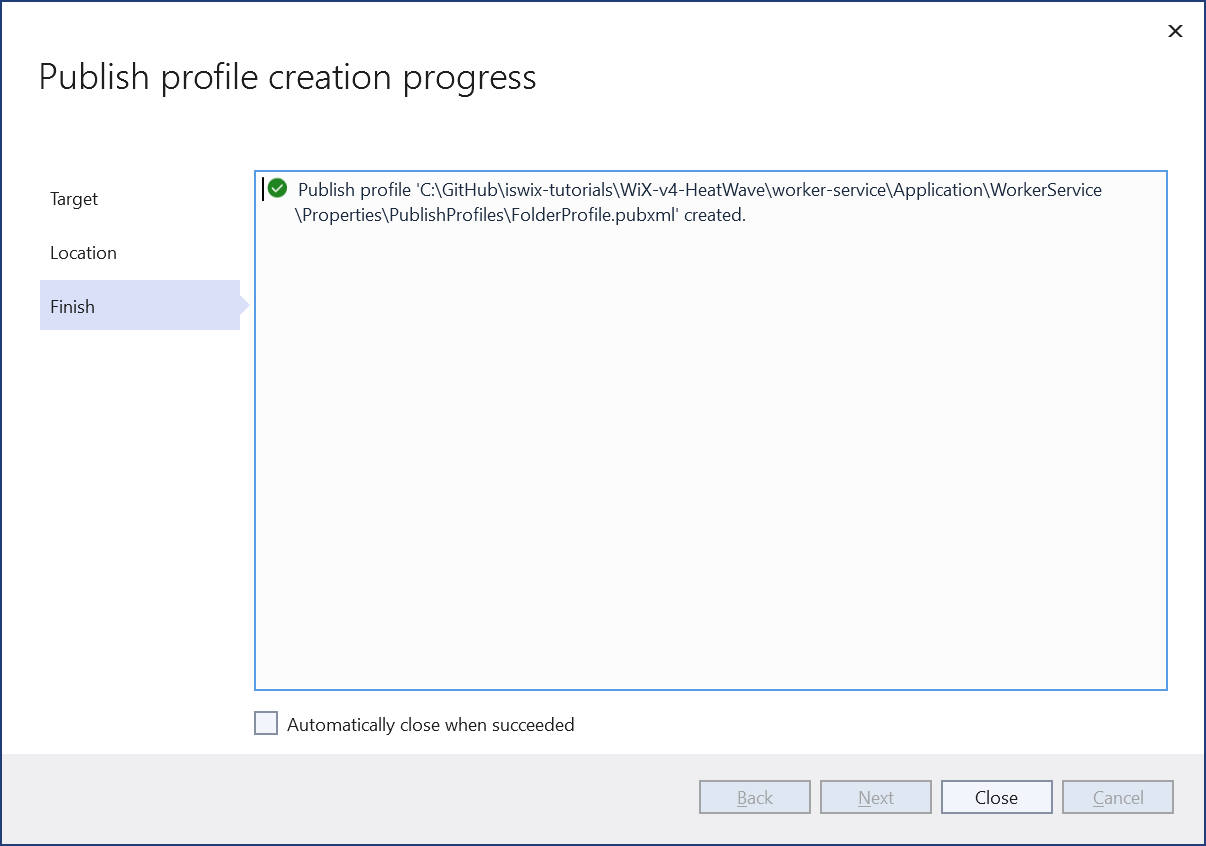 Publish profile creation progress
Target
Location
Finish
Publish profile 'C:\GitHub\iswix-tutorials\WiX-v4-HeatWave\worker-service\Application\WorkerService
\Properties\PublishProfiles\FolderProfile.pubxml' created.
Automatically close when succeeded
Back
Next
Close
Cancel